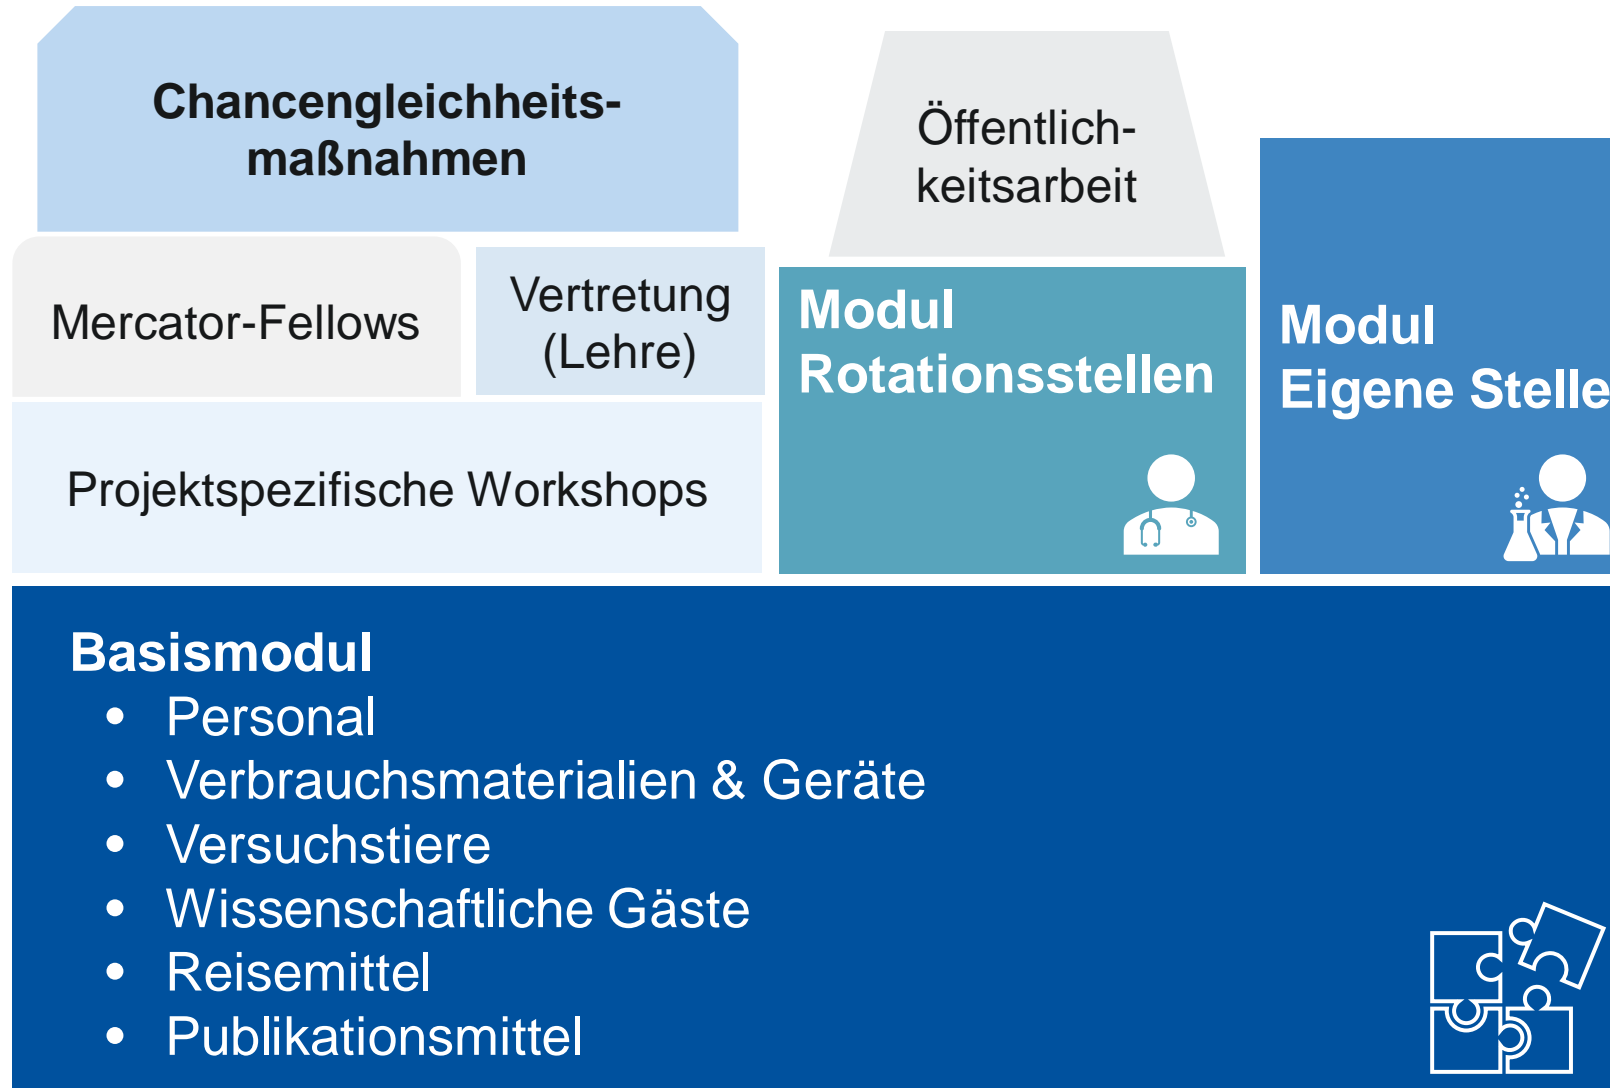 Chancengleichheits-
maßnahmen
Öffentlich-
keitsarbeit
Mercator-Fellows
Vertretung
(Lehre)
Modul
Rotationsstellen
Modul
Eigene Stelle
Projektspezifische Workshops
Basismodul
• Personal
• Verbrauchsmaterialien & Geräte
• Versuchstiere
• Wissenschaftliche Gäste
• Reisemittel
• Publikationsmittel